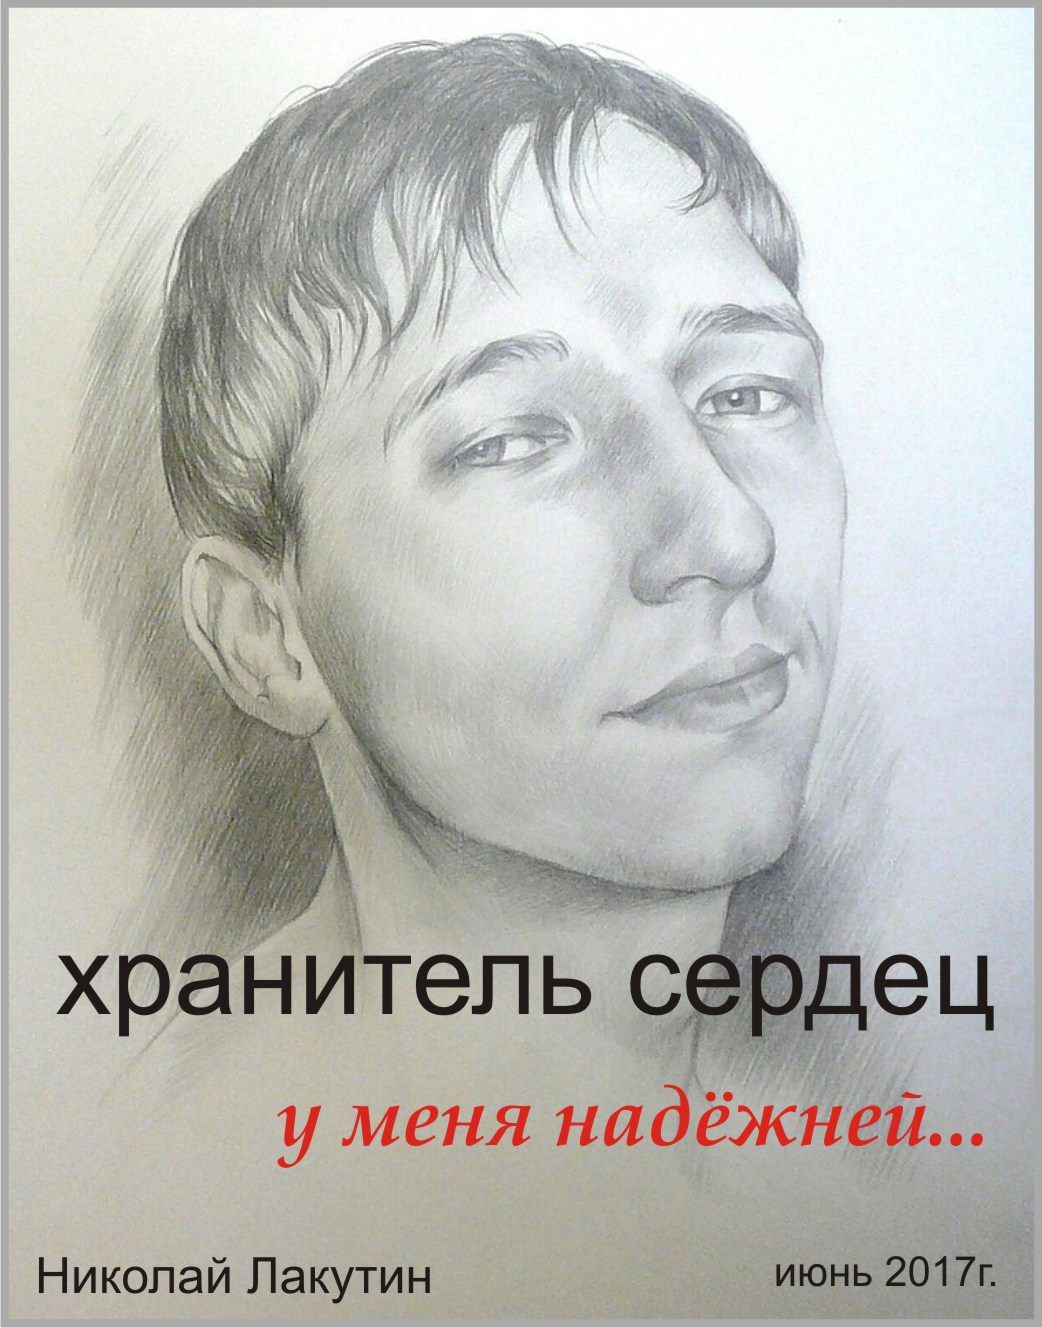 хранитель сердец
у меня надёжней...
Николай Лакутин
июнь 2017г.